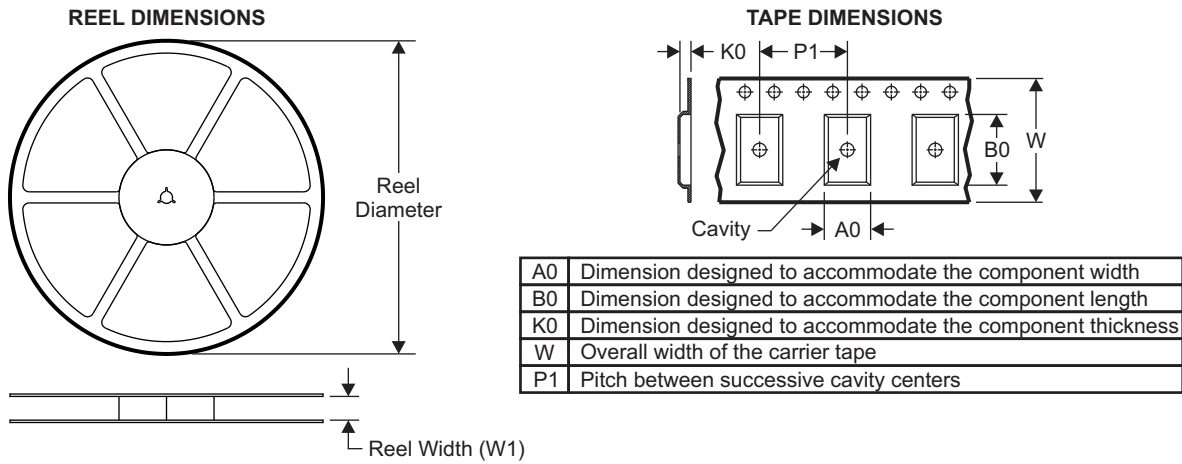 REEL DIMENSIONS
Reel
Diameter
Reel Width (W1)
TAPE DIMENSIONS
K0
P1
B0
W
Cavity
A0
A0 Dimension designed to accommodate the component width
B0 Dimension designed to accommodate the component length
K0 Dimension designed to accommodate the component thickness
W Overall width of the carrier tape
P1 Pitch between successive cavity centers